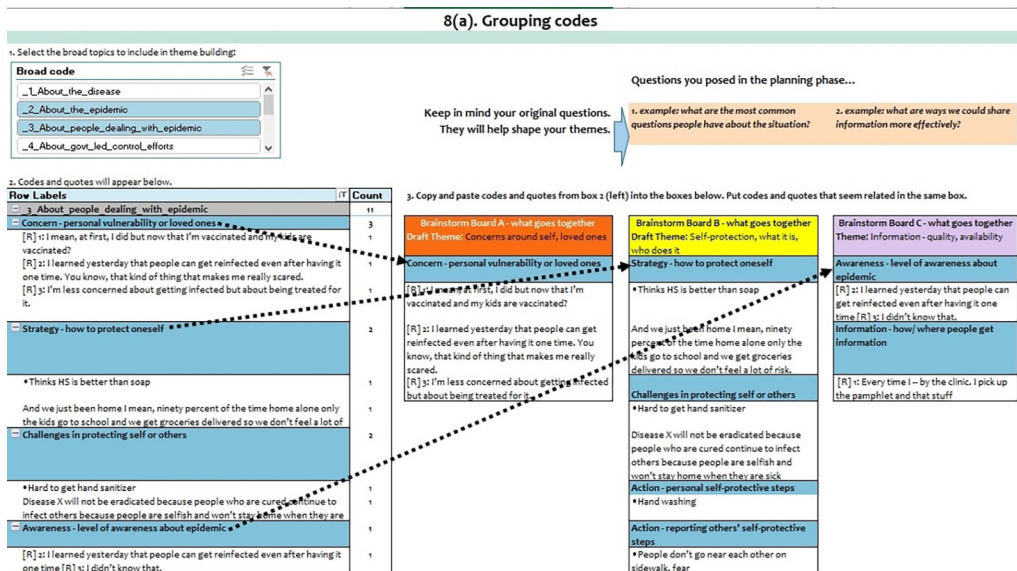 8(a). Grouping codes
1. Select the broad topics to include in theme building:
Broad code
_1_About_the_disease
_2_About_the_epidemic
_3_About_people_dealing_with_epidemic
_4_About_govt_led_control_efforts
Keep in mind your original questions.
They will help shape your themes.
Questions you posed in the planning phase...
1. example: what are the most common
questions people have about the situation?
2. example: what are ways we could share
information more effectively?
2. Codes and quotes will appear below.
Row Labels Count
_3_About_people_dealing_with_epidemic 11
Concern - personal vulnerability or loved ones 3
[R] 1: I mean, at first, I did but now that I'm vaccinated and my kids are 1
vaccinated?
[R] 2: I learned yesterday that people can get reinfected even after having it 1
one time. You know, that kind of thing that makes me really scared.
[R] 3: I'm less concerned about getting infected but about being treated for 1
it.
Strategy - how to protect oneself 2
•Thinks HS is better than soap 1
And we just been home I mean, ninety percent of the time home alone only 1
the kids go to school and we get groceries delivered so we don't feel a lot of
Challenges in protecting self or others 2
•Hard to get hand sanitizer 1
Disease X will not be eradicated because people who are cured continue to 1
infect others because people are selfish and won't stay home when they are
Awareness - level of awareness about epidemic 1
[R] 2: I learned yesterday that people can get reinfected even after having it 1
one time [R] 3: I didn't know that.
3. Copy and paste codes and quotes from box 2 (left) into the boxes below. Put codes and quotes that seem related in the same box.
Brainstorm Board A - what goes together
Draft Theme: Concerns around self, loved ones
Concern - personal vulnerability or loved ones
[R] 1: I mean, at first, I did but now that I'm
vaccinated and my kids are vaccinated?
[R] 2: I learned yesterday that people can get
reinfected even after having it one time. You
know, that kind of thing that makes me really
scared.
[R] 3: I'm less concerned about getting infected
but about being treated for it.
Brainstorm Board B - what goes together
Draft Theme: Self-protection, what it is,
who does it
Strategy - how to protect oneself
•Thinks HS is better than soap
And we just been home I mean, ninety
percent of the time home alone only the
kids go to school and we get groceries
delivered so we don't feel a lot of risk.
Challenges in protecting self or others
•Hard to get hand sanitizer
Disease X will not be eradicated because
people who are cured continue to infect
others because people are selfish and
won't stay home when they are sick
Action - personal self-protective steps
•Hand washing
Action - reporting others' self-protective
steps
•People don't go near each other on
sidewalk, fear
Brainstorm Board C - what goes together
Theme: Information - quality, availability
Awareness - level of awareness about
epidemic
[R] 2: I learned yesterday that people can
get reinfected even after having it one
time [R] 3: I didn't know that.
Information - how/ where people get
information
[R] 1: Every time I -- by the clinic. I pick up
the pamphlet and that stuff